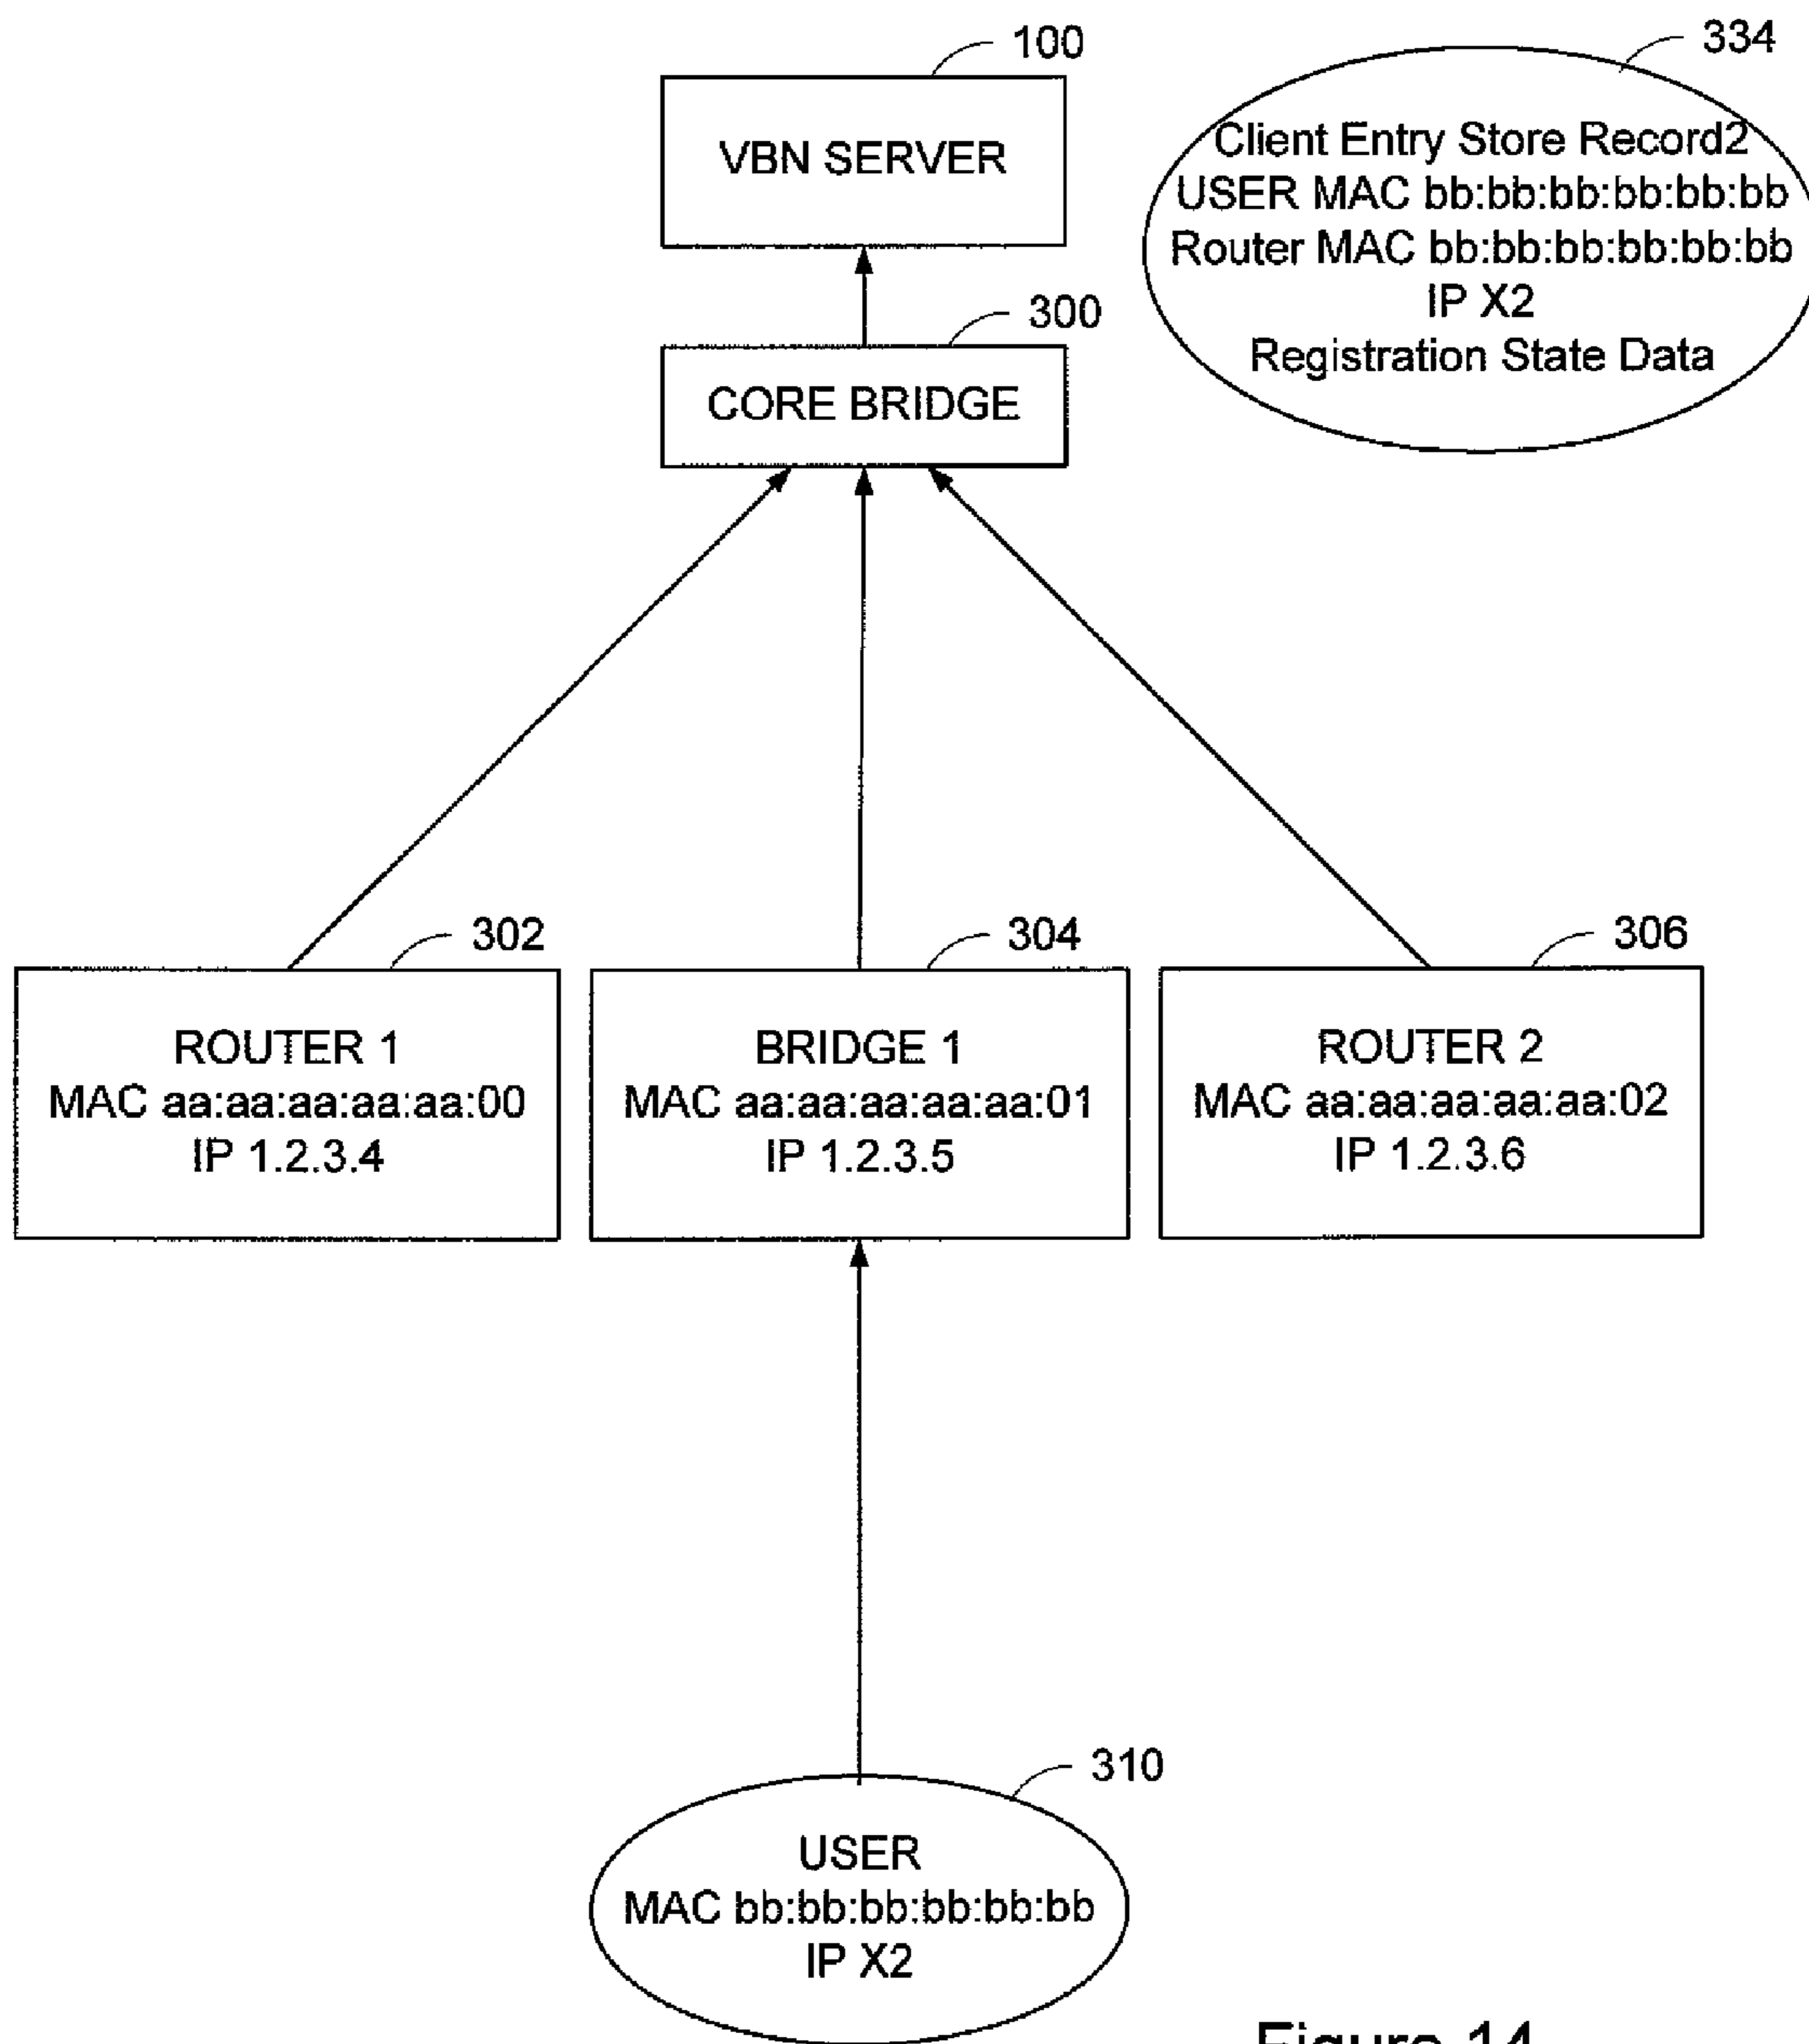 100
VBN SERVER
334
Client Entry Store Record2
USER MAC bb:bb:bb:bb:bb:bb
Router MAC bb:bb:bb:bb:bb:bb
IP X2
Registration State Data
300
CORE BRIDGE
302
ROUTER 1
MAC aa:aa:aa:aa:aa:00
IP 1.2.3.4
304
BRIDGE 1
MAC aa:aa:aa:aa:aa:01
IP 1.2.3.5
306
ROUTER 2
MAC aa:aa:aa:aa:aa:02
IP 1.2.3.6
310
USER
MAC bb:bb:bb:bb:bb:bb
IP X2
Figure 14